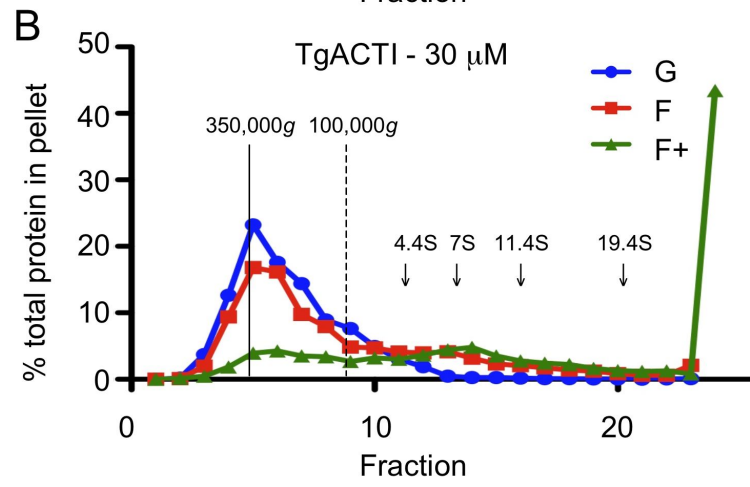 Fraction
B
TgACTI - 30 μM
G
F
F+
350,000g 100,000g
4.4S 7S 11.4S 19.4S
% total protein in pellet
50
40
30
20
10
0
0 10 20
Fraction